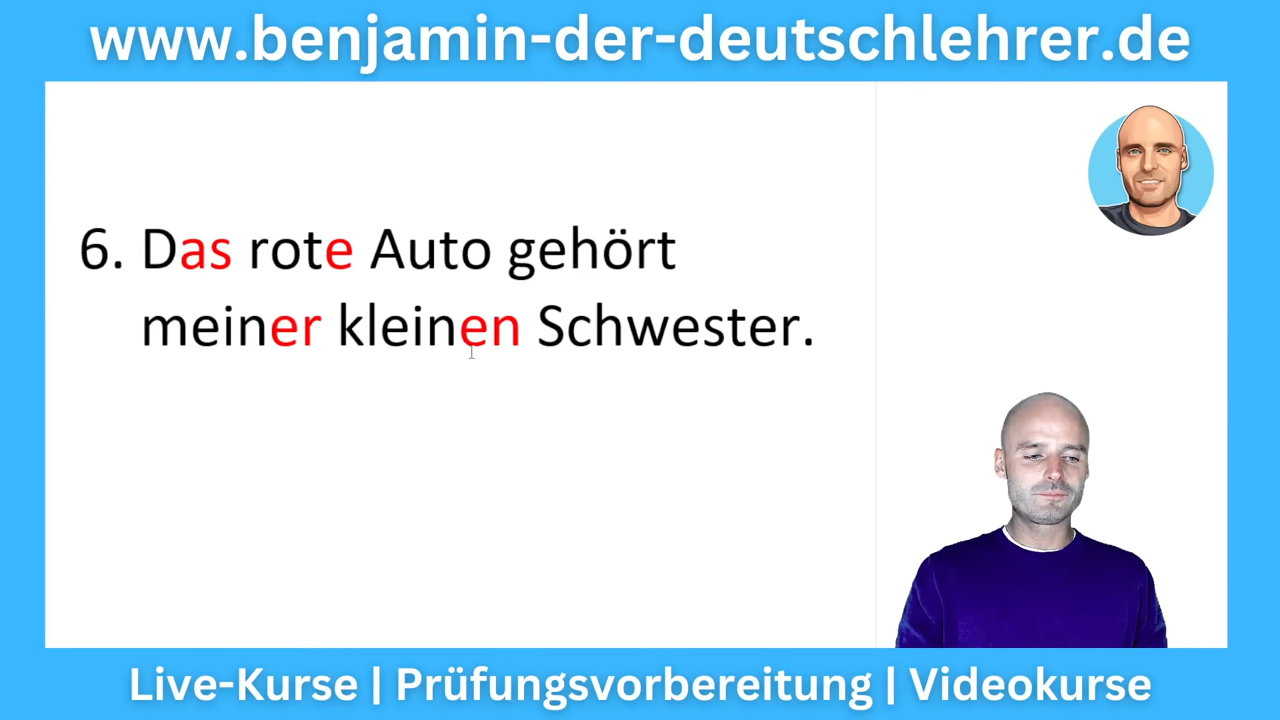 www.benjamin-der-deutschlehrer.de
6. Das rote Auto gehört
meiner kleinen Schwester.
Live-Kurse | Prüfungsvorbereitung | Videokurse